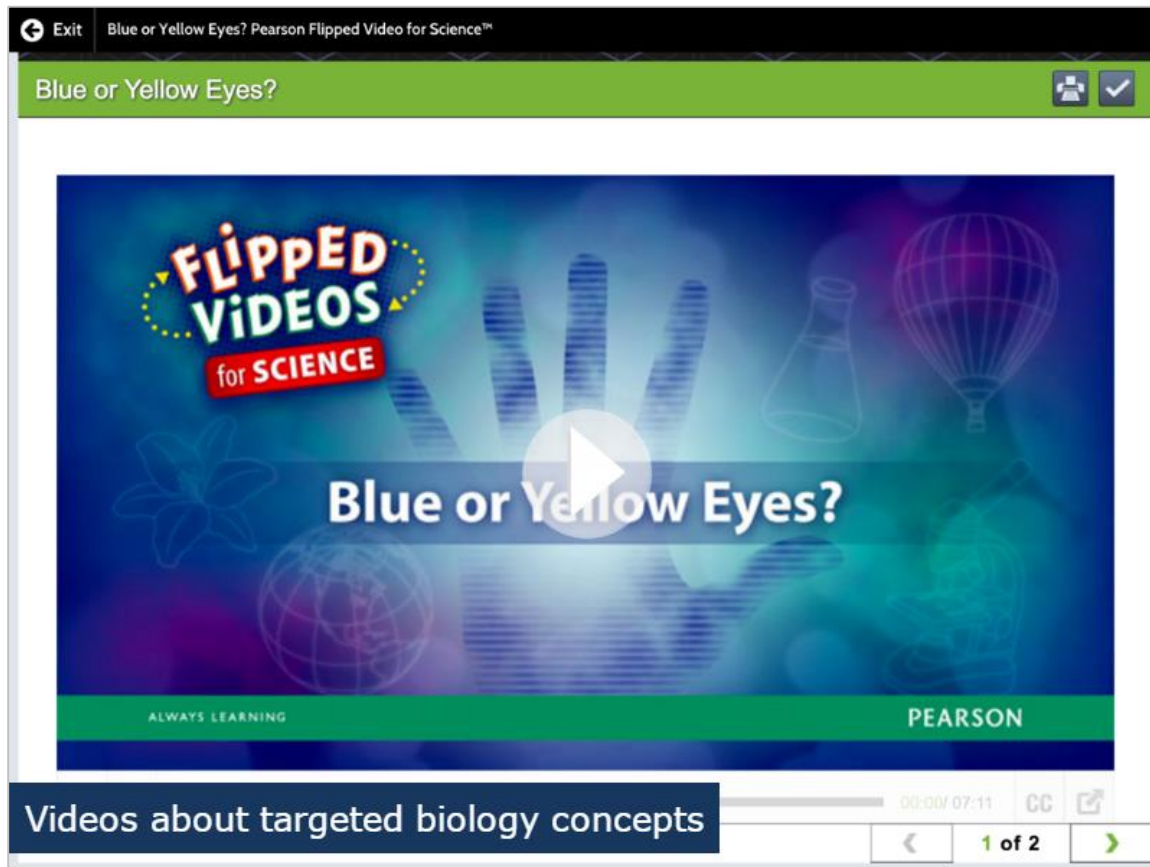 Exit
Blue or Yellow Eyes? Pearson Flipped Video for Science™
Blue or Yellow Eyes?
FLiPPED
ViDEOS
for SCIENCE
Blue or Yellow Eyes?
ALWAYS LEARNING
PEARSON
00:00/ 07:11
CC
Videos about targeted biology concepts
1 of 2